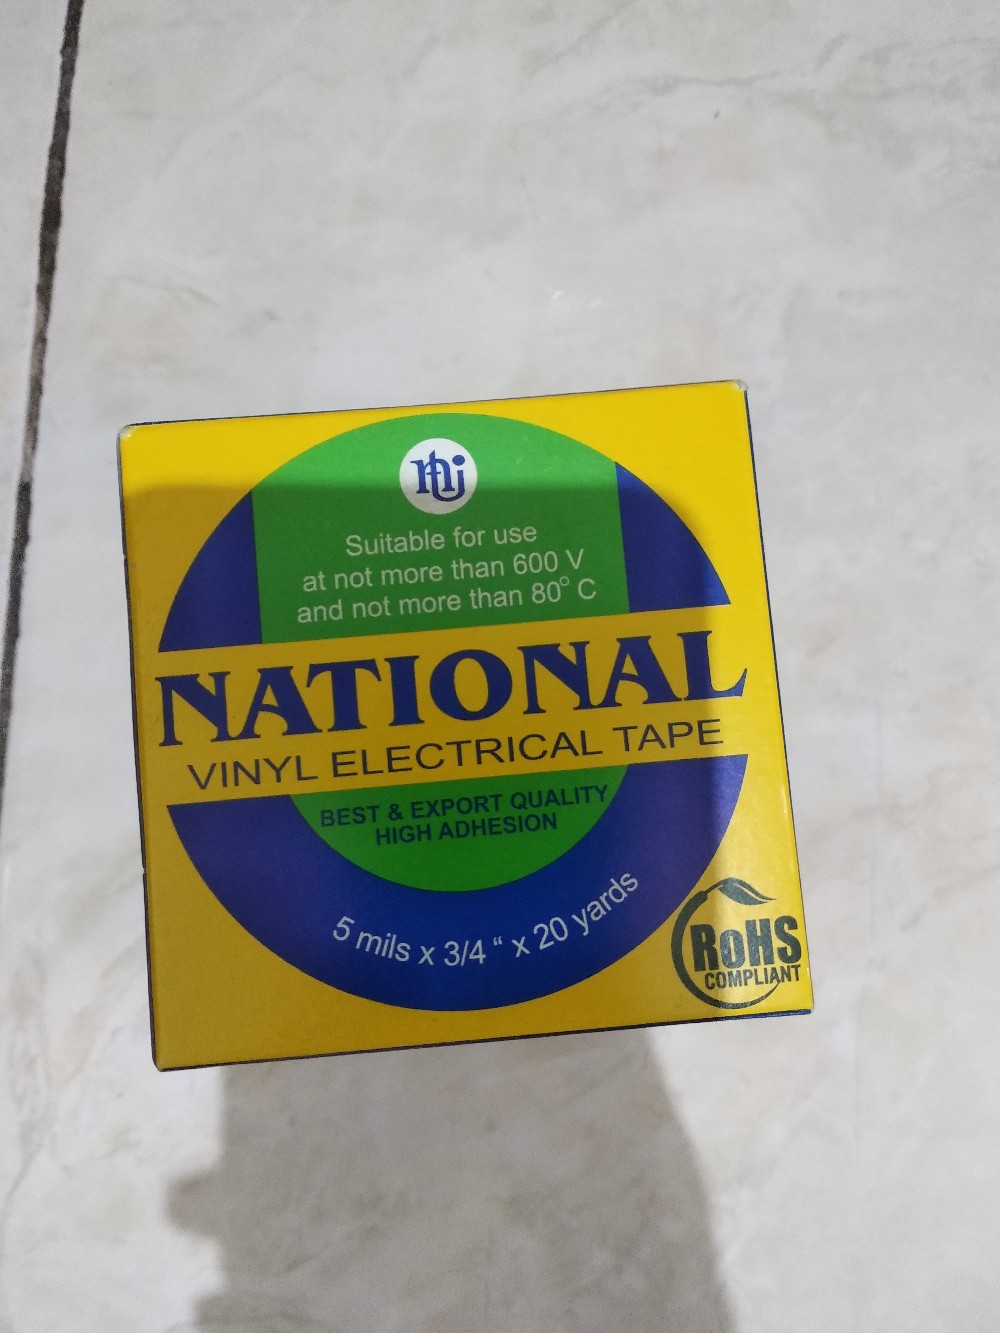 Suitable for use
at not more than 600 V
and not more than 80° C
NATIONAL
VINYL ELECTRICAL TAPE
BEST & EXPORT QUALITY
HIGH ADHESION
5 mils x 3/4 “ x 20 yards
RoHS
COMPLIANT